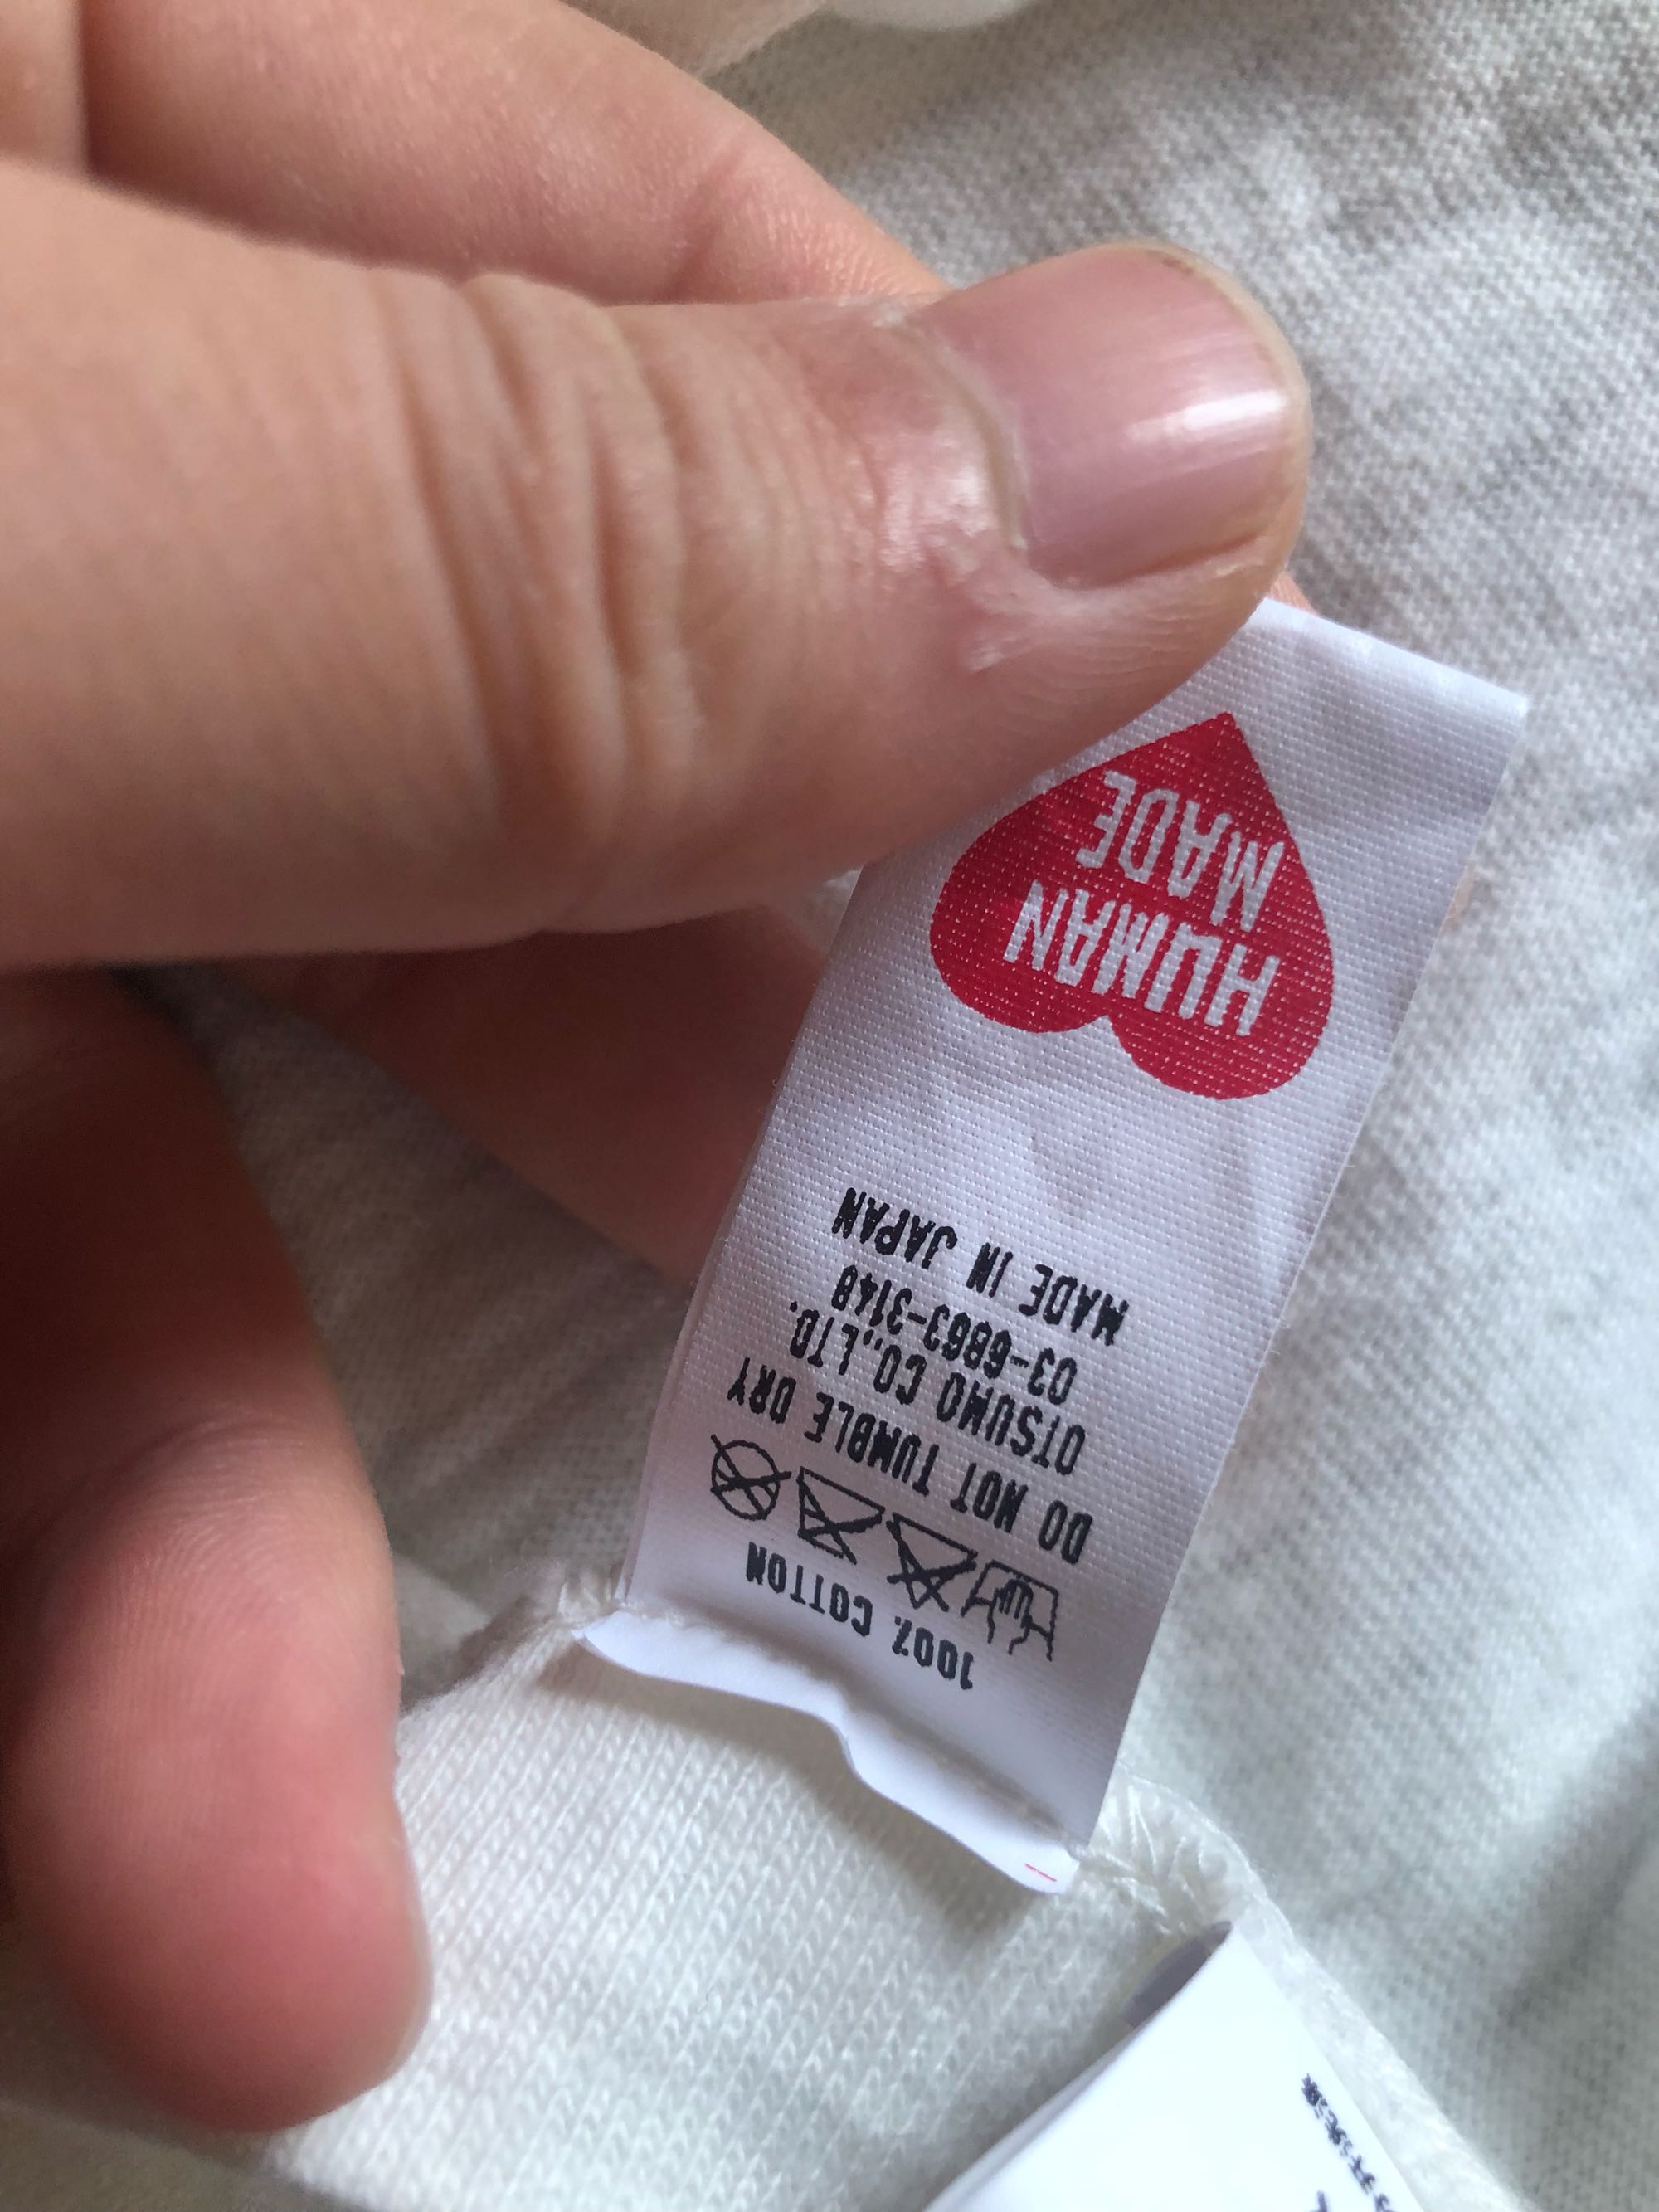 HUMAN
MADE
MADE IN JAPAN
03-6863-3148
OTSUMO CO.,LTD.
DO NOT TUMBLE DRY
100% COTTON